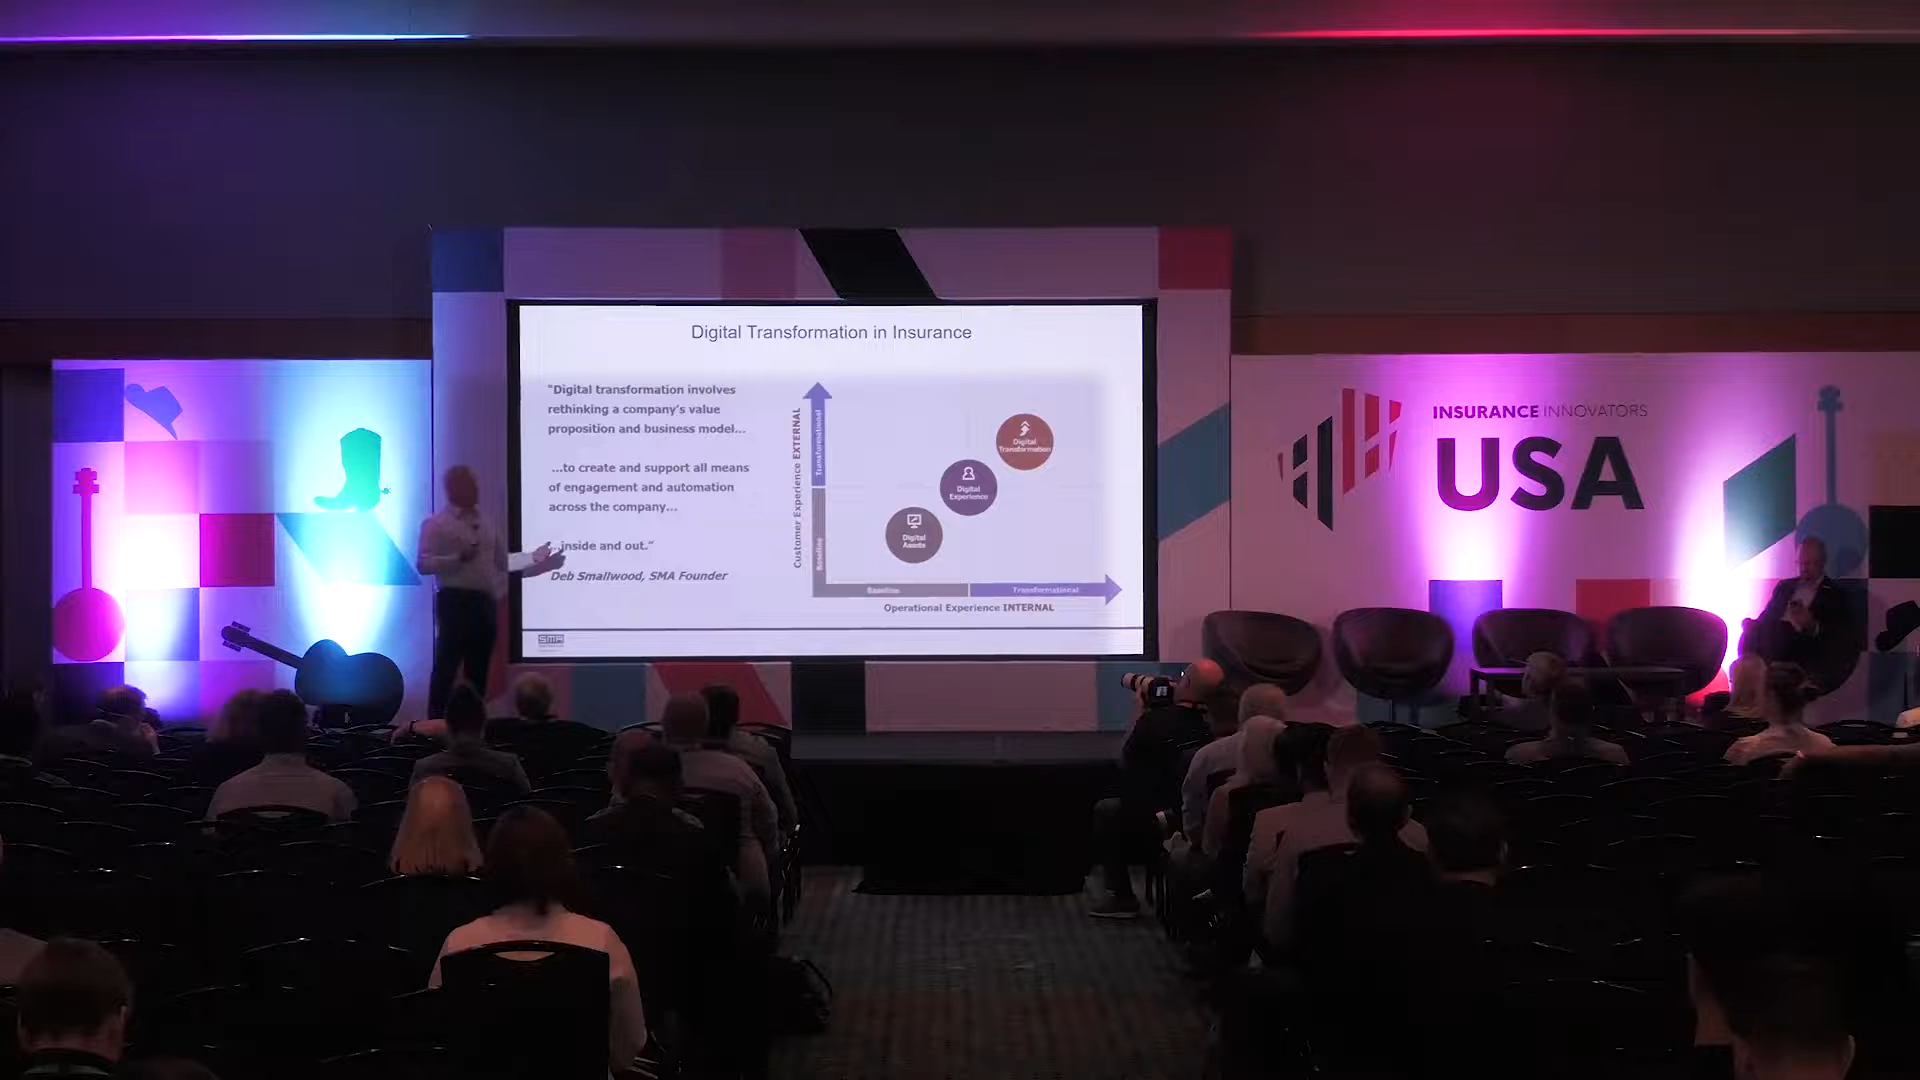 Digital Transformation in Insurance
"Digital transformation involves
rethinking a company's value
proposition and business model...
...to create and support all means
of engagement and automation
across the company...
...inside and out."
Deb Smallwood, SMA Founder
Customer Experience EXTERNAL
Transformational
Baseline
Digital
Transformation
Digital
Experience
Digital
Assets
Baseline
Transformational
Operational Experience INTERNAL
SMA
INSURANCE INNOVATORS
USA